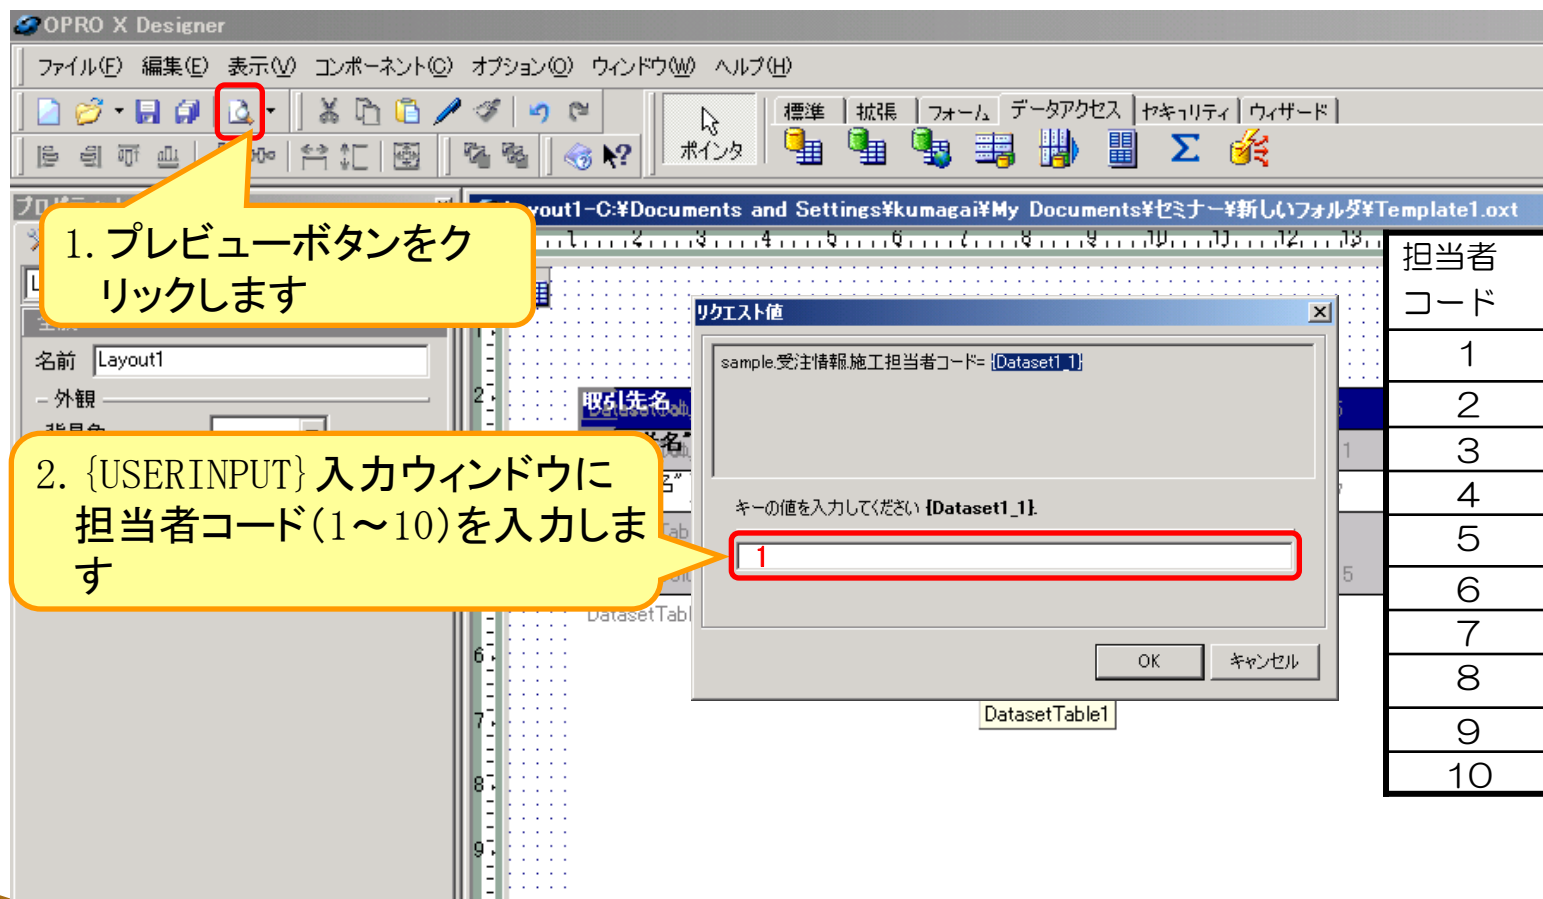 OPRO X Designer
ファイル(F) 編集(E) 表示(V) コンポーネント(C) オプション(O) ウィンドウ(W) ヘルプ(H)
標準 拡張 フォーム データアクセス セキュリティ ウィザード
ポインタ
Layout1-C:¥Documents and Settings¥kumagai¥My Documents¥セミナー¥新しいフォルダ¥Template1.oxt
1. プレビューボタンをク
リックします
名前 Layout1
外観
2. {USERINPUT}入力ウィンドウに
担当者コード(1～10)を入力しま
す
取引先名
リクエスト値
sample.受注情報.施工担当者コード= {Dataset1_1}
キーの値を入力してください {Dataset1_1}.
1
OK キャンセル
DatasetTable1
担当者
コード
1
2
3
4
5
6
7
8
9
10